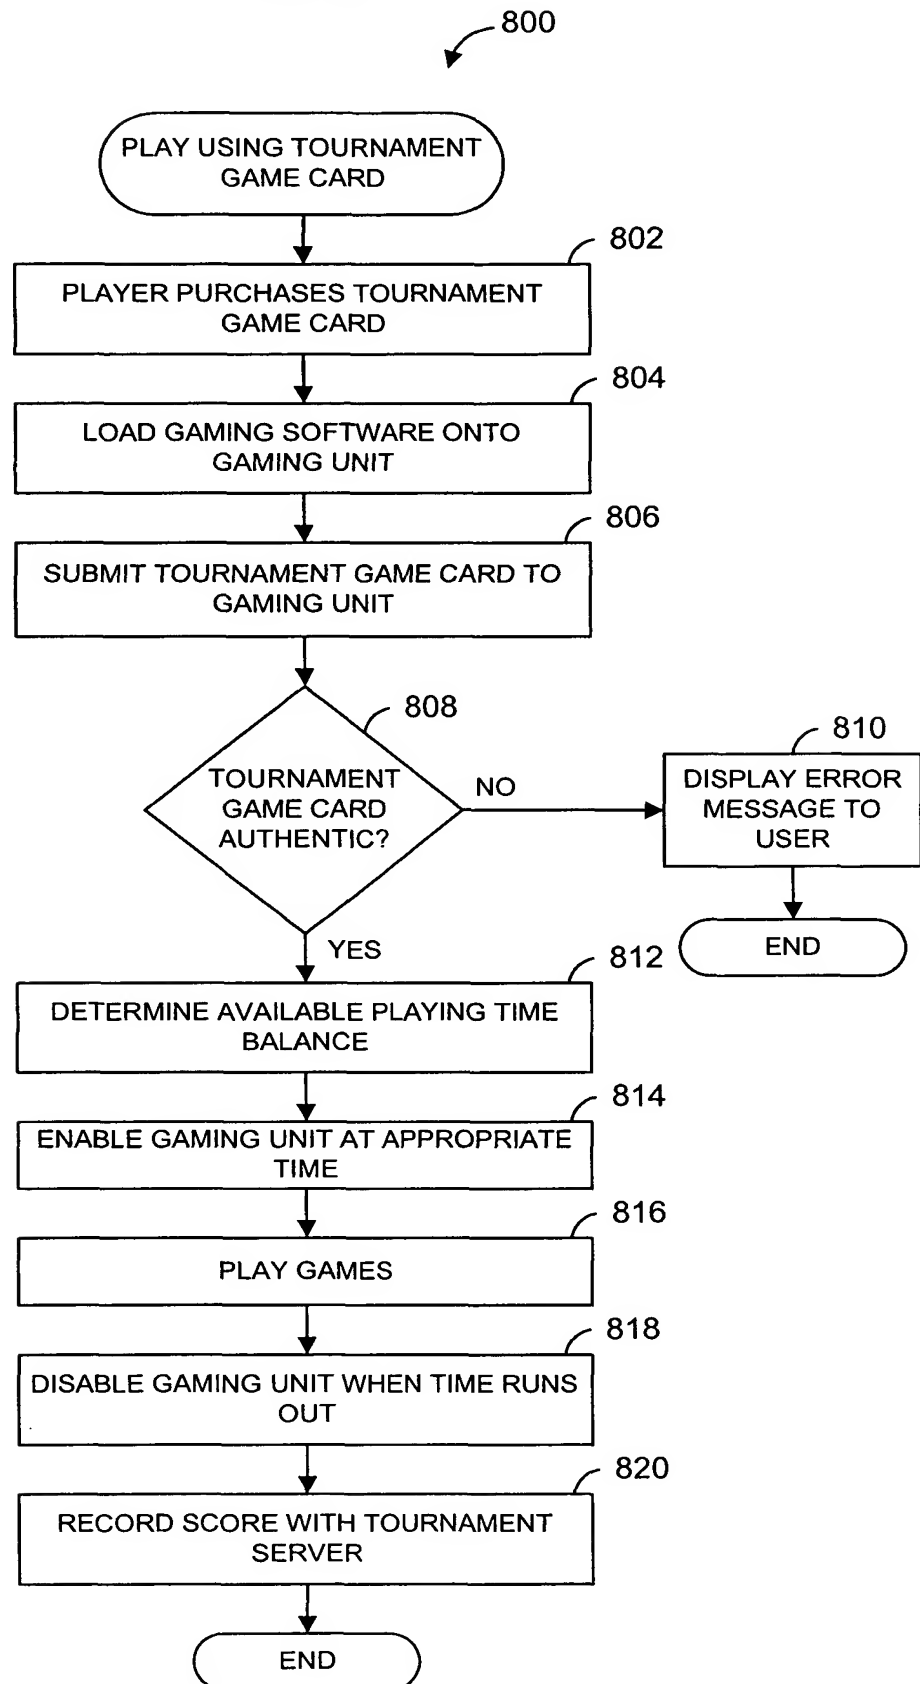 800
PLAY USING TOURNAMENT
GAME CARD
802
PLAYER PURCHASES TOURNAMENT
GAME CARD
804
LOAD GAMING SOFTWARE ONTO
GAMING UNIT
806
SUBMIT TOURNAMENT GAME CARD TO
GAMING UNIT
808
TOURNAMENT
GAME CARD
AUTHENTIC?
NO
810
DISPLAY ERROR
MESSAGE TO
USER
END
YES
812
DETERMINE AVAILABLE PLAYING TIME
BALANCE
814
ENABLE GAMING UNIT AT APPROPRIATE
TIME
816
PLAY GAMES
818
DISABLE GAMING UNIT WHEN TIME RUNS
OUT
820
RECORD SCORE WITH TOURNAMENT
SERVER
END